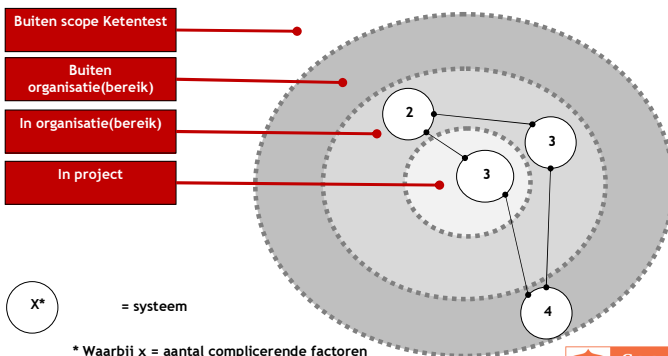 Buiten scope Ketentest
Buiten
organisatie(bereik)
In organisatie(bereik)
In project
2
3
3
4
X*
= systeem
* Waarbij x = aantal complicerende factoren